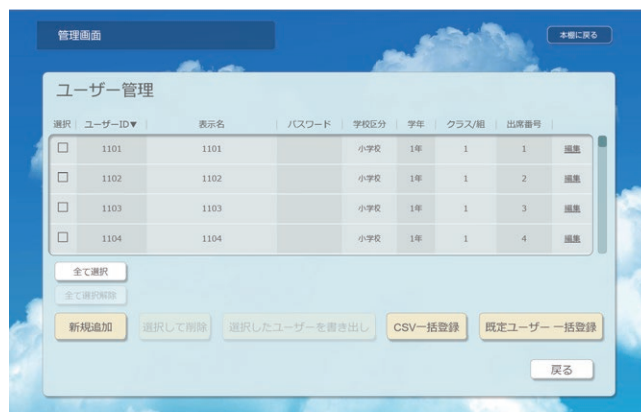 管理画面
本棚に戻る
ユーザー管理
選択 ユーザーID▼ 表示名 パスワード 学校区分 学年 クラス/組 出席番号
1101 1101 小学校 1年 1 1 編集
1102 1102 小学校 1年 1 2 編集
1103 1103 小学校 1年 1 3 編集
1104 1104 小学校 1年 1 4 編集
全て選択
全て選択解除
新規追加 選択して削除 選択したユーザーを書き出し CSV一括登録 既定ユーザー 一括登録
戻る